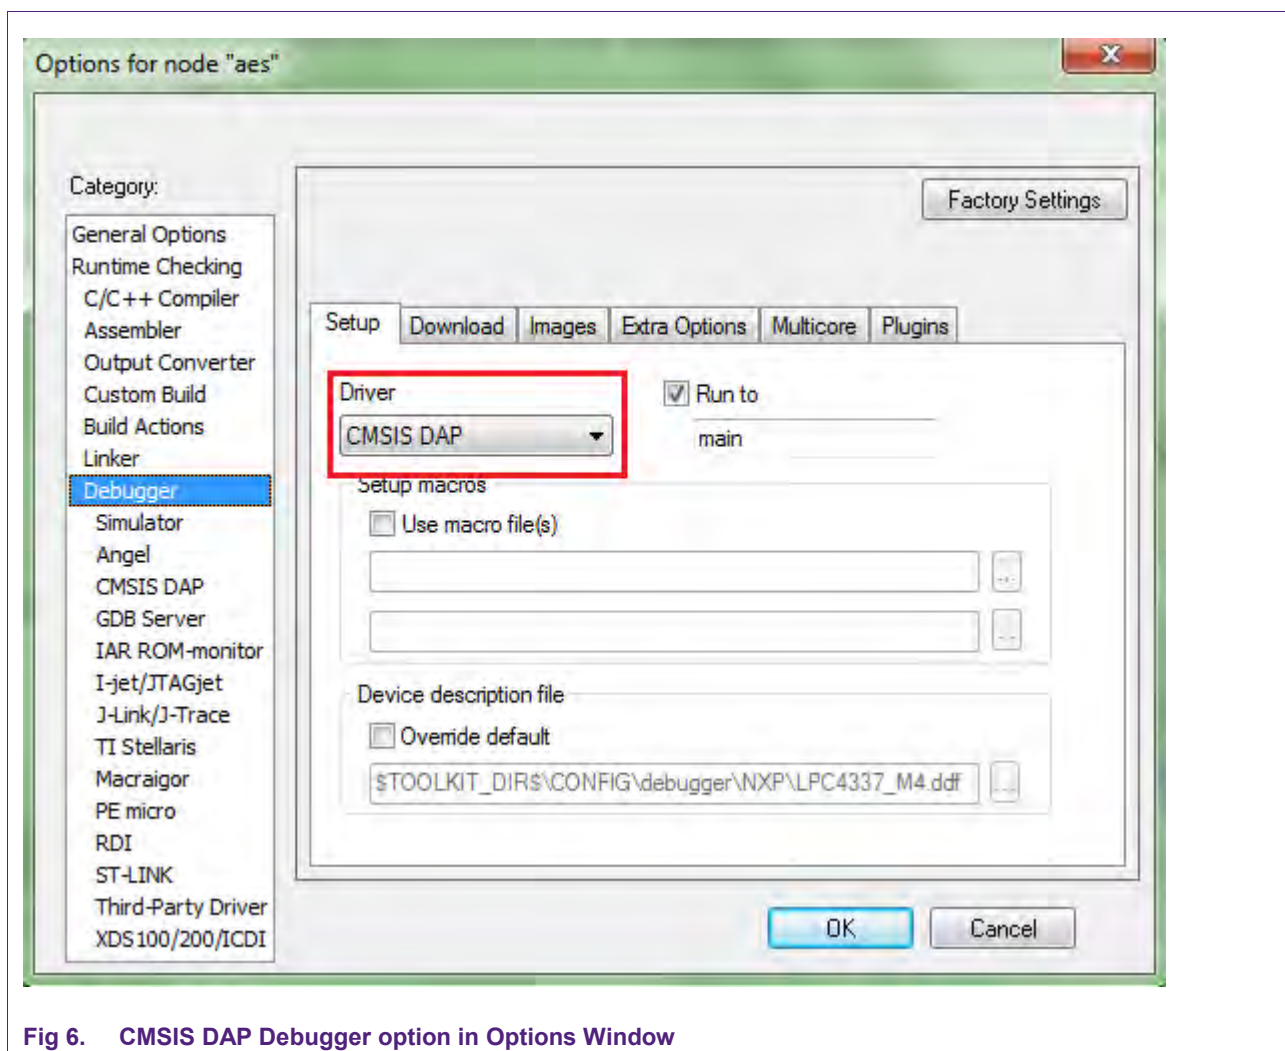 Options for node "aes"
X
Category:
General Options
Runtime Checking
C/C++ Compiler
Assembler
Output Converter
Custom Build
Build Actions
Linker
Debugger
Simulator
Angel
CMSIS DAP
GDB Server
IAR ROM-monitor
I-jet/JTAGjet
J-Link/J-Trace
TI Stellaris
Macraigor
PE micro
RDI
ST-LINK
Third-Party Driver
XDS100/200/ICDI
Factory Settings
Setup Download Images Extra Options Multicore Plugins
Driver
CMSIS DAP
Run to
main
Setup macros
Use macro file(s)
...
...
Device description file
Override default
$TOOLKIT_DIR$\CONFIG\debugger\NXP\LPC4337_M4.ddf ...
OK Cancel
Fig 6. CMSIS DAP Debugger option in Options Window